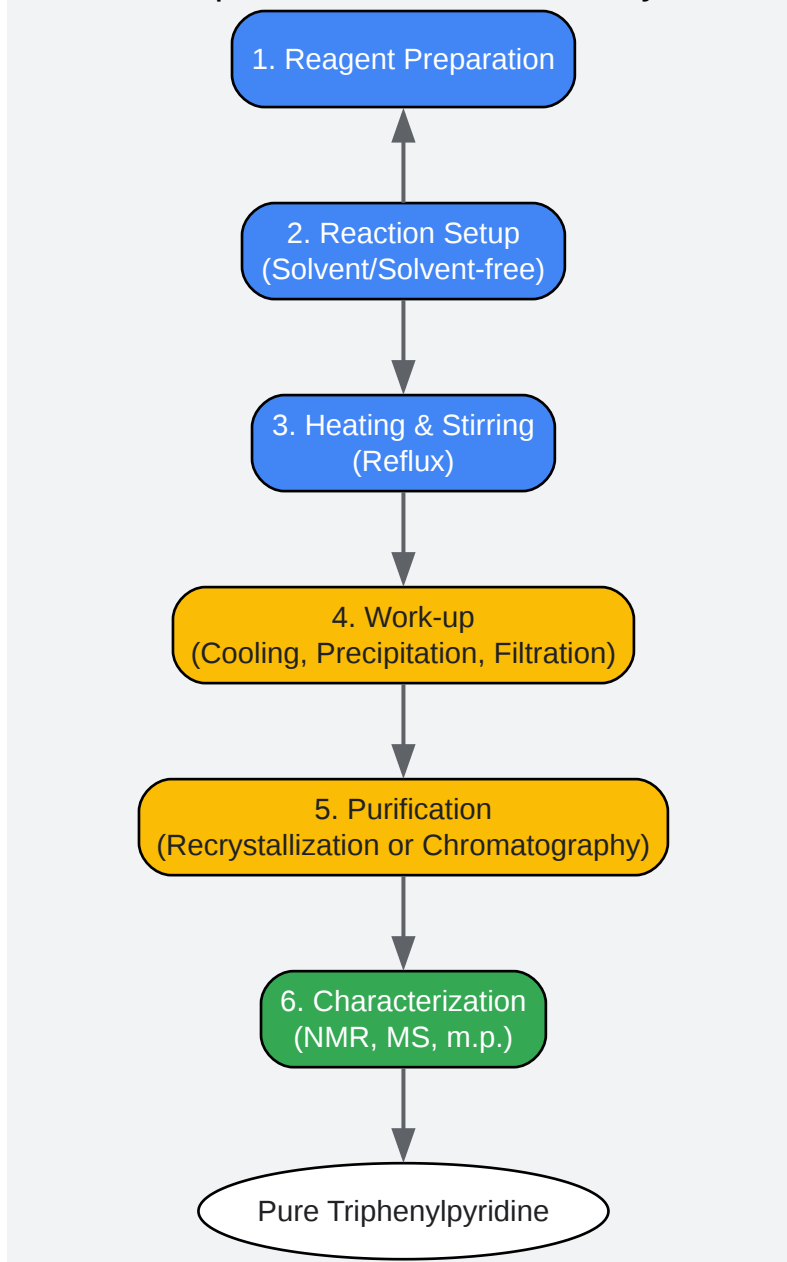 1. Reagent Preparation
2. Reaction Setup
(Solvent/Solvent-free)
3. Heating & Stirring
(Reflux)
4. Work-up
(Cooling, Precipitation, Filtration)
5. Purification
(Recrystallization or Chromatography)
6. Characterization
(NMR, MS, m.p.)
Pure Triphenylpyridine